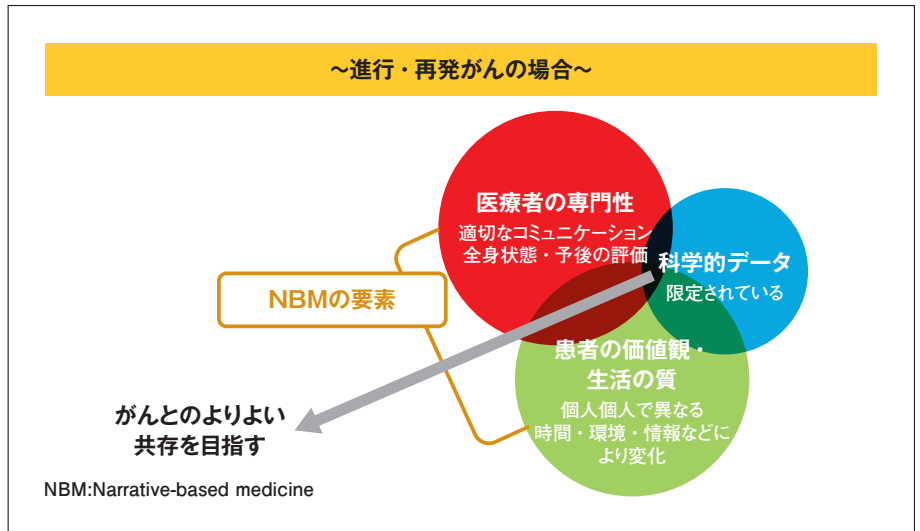 〜進行・再発がんの場合〜
医療者の専門性
適切なコミュニケーション
全身状態・予後の評価
科学的データ
限定されている
NBMの要素
患者の価値観・
生活の質
個人個人で異なる
時間・環境・情報などに
より変化
がんとのよりよい
共存を目指す
NBM:Narrative-based medicine